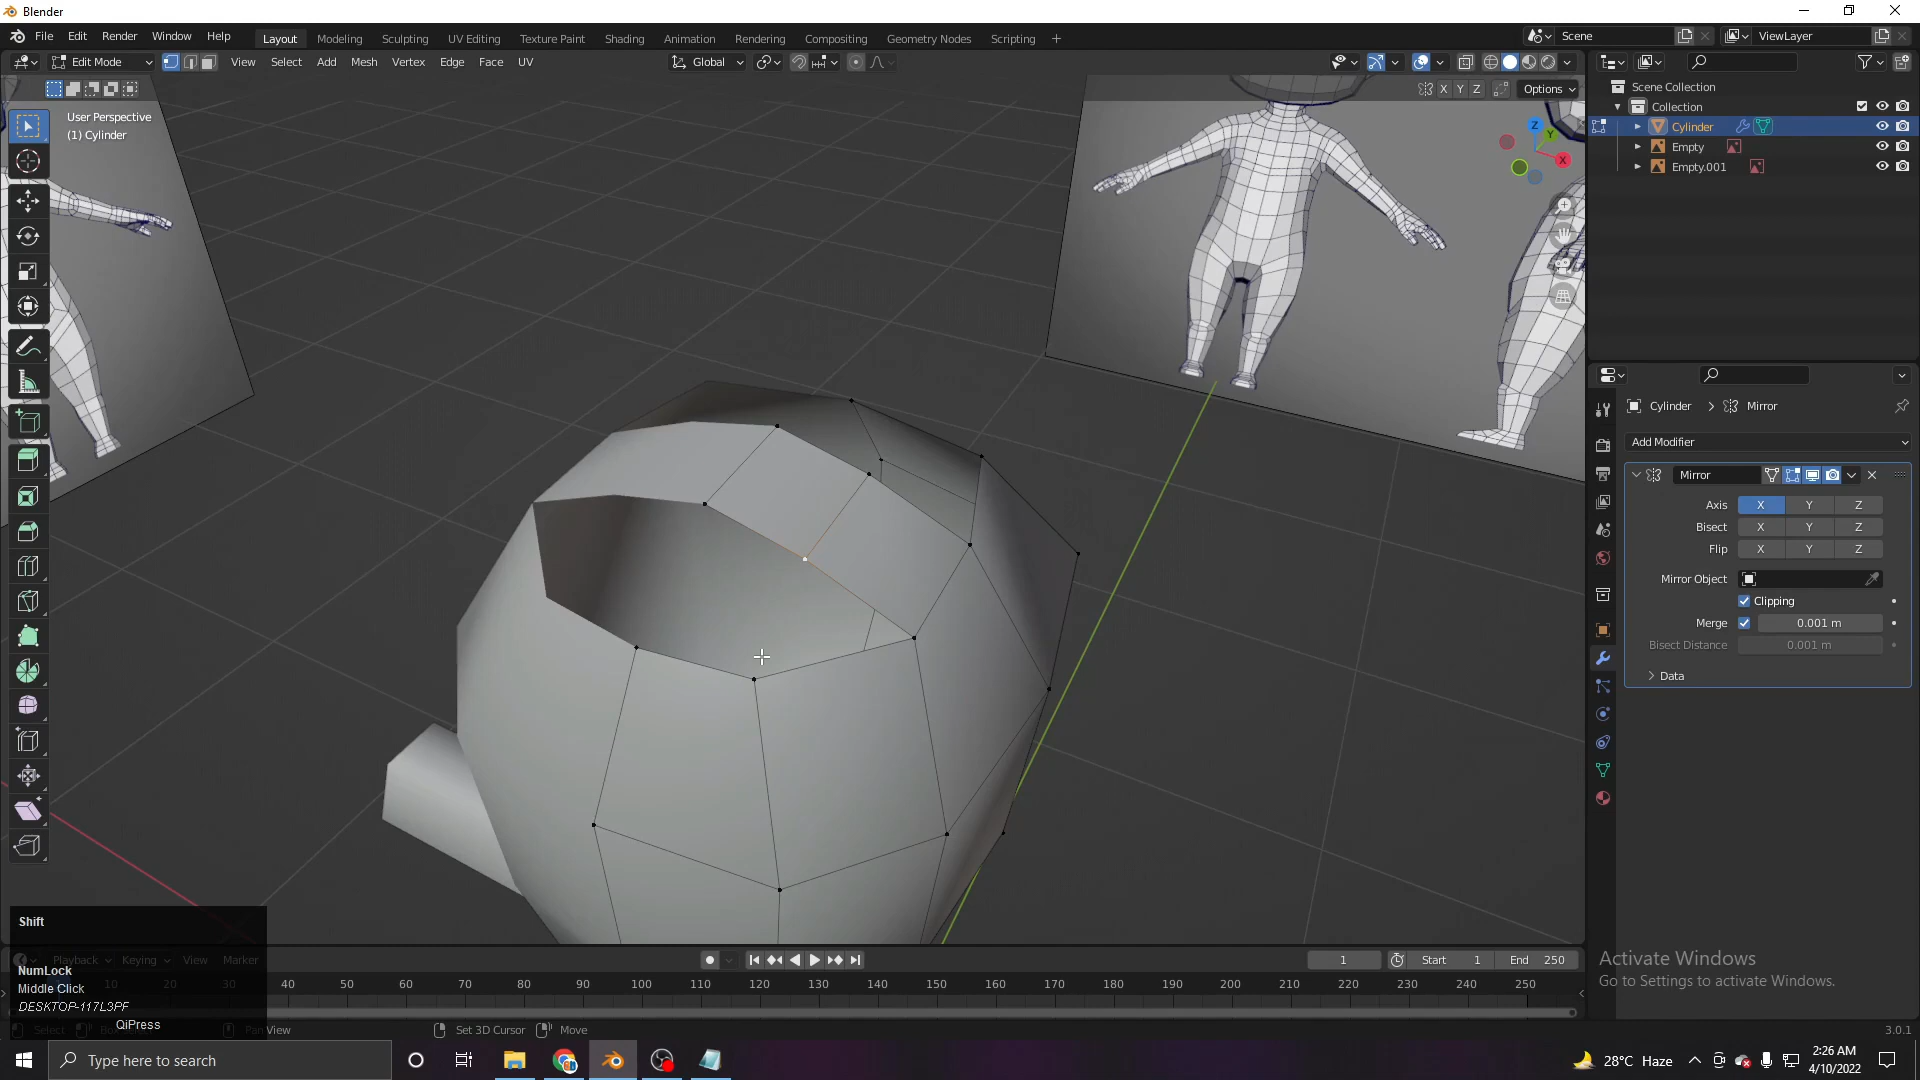 Blender
File Edit Render Window Help
Layout Modeling Sculpting UV Editing Texture Paint Shading Animation Rendering Compositing Geometry Nodes Scripting +
Scene
ViewLayer
Edit Mode
View Select Add Mesh Vertex Edge Face UV
Global
X Y Z
Options
User Perspective
(1) Cylinder
Z
Y
X
Scene Collection
Collection
Cylinder
Empty
Empty.001
Cylinder > Mirror
Add Modifier
Mirror
Axis X Y Z
Bisect X Y Z
Flip X Y Z
Mirror Object
Clipping
Merge 0.001 m
Bisect Distance 0.001 m
Data
Shift
NumLock
Middle Click
DESKTOP-117L3PF
QiPress
Playback Keying View Marker
1
Start 1
End 250
10 20 30 40 50 60 70 80 90 100 110 120 130 140 150 160 170 180 190 200 210 220 230 240 250
Select
Pan View
Set 3D Cursor
Move
3.0.1
Activate Windows
Go to Settings to activate Windows.
Type here to search
28°C Haze
2:26 AM
4/10/2022